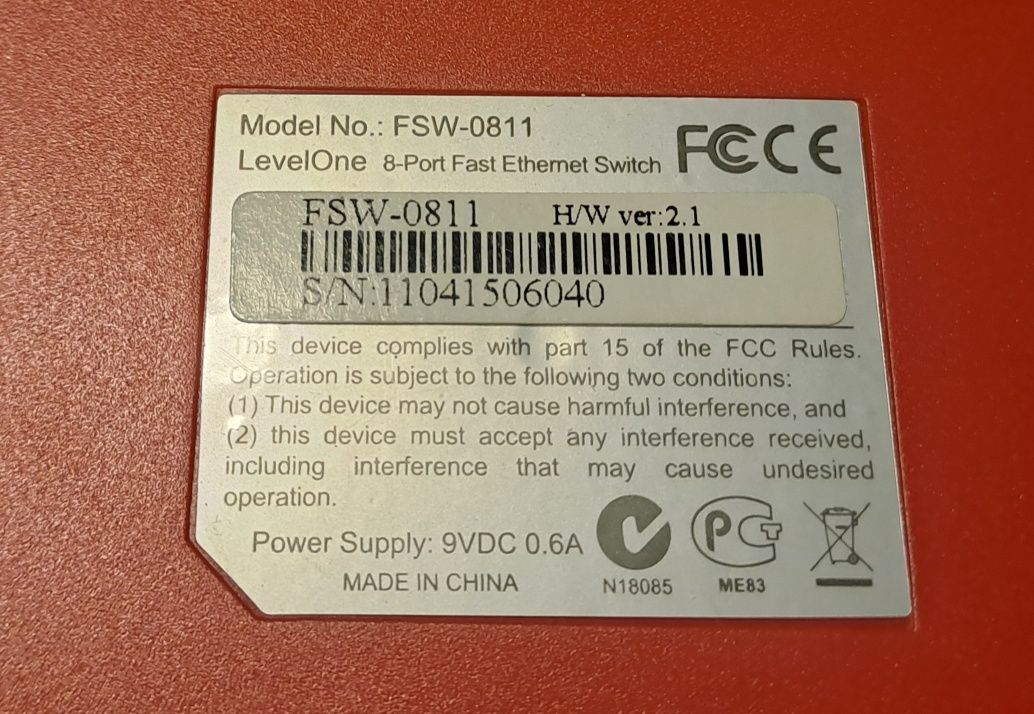 Model No.: FSW-0811
LevelOne 8-Port Fast Ethernet Switch
FC CE
FSW-0811 H/W ver:2.1
S/N:11041506040
This device complies with part 15 of the FCC Rules.
Operation is subject to the following two conditions:
(1) This device may not cause harmful interference, and
(2) this device must accept any interference received,
including interference that may cause undesired
operation.
Power Supply: 9VDC 0.6A
MADE IN CHINA
N18085
PG
ME83